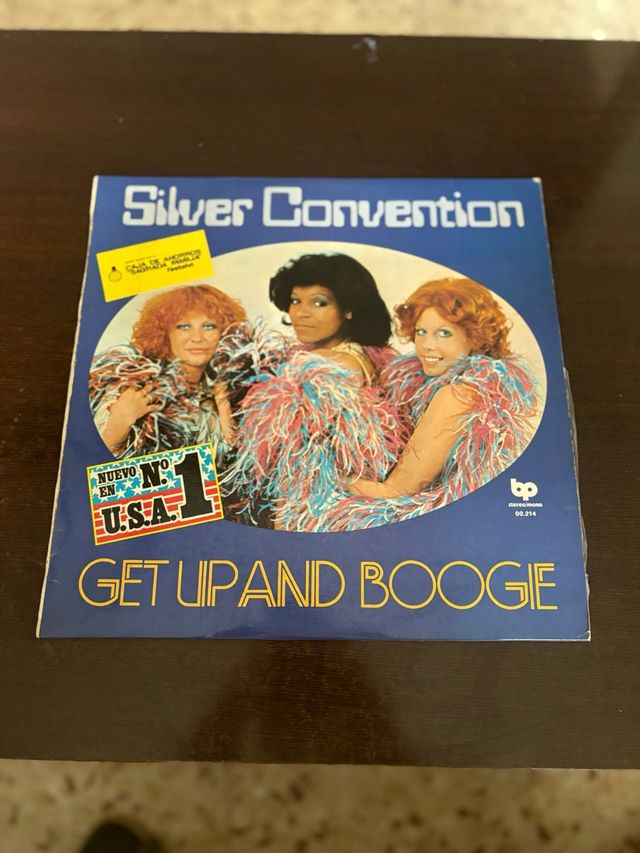 Silver Convention
CAJA DE AHORROS
"SAGRADA FAMILIA"
NUEVO Nº 1
EN
U.S.A.
bp
stereo/mono
00.214
GET UP AND BOOGIE